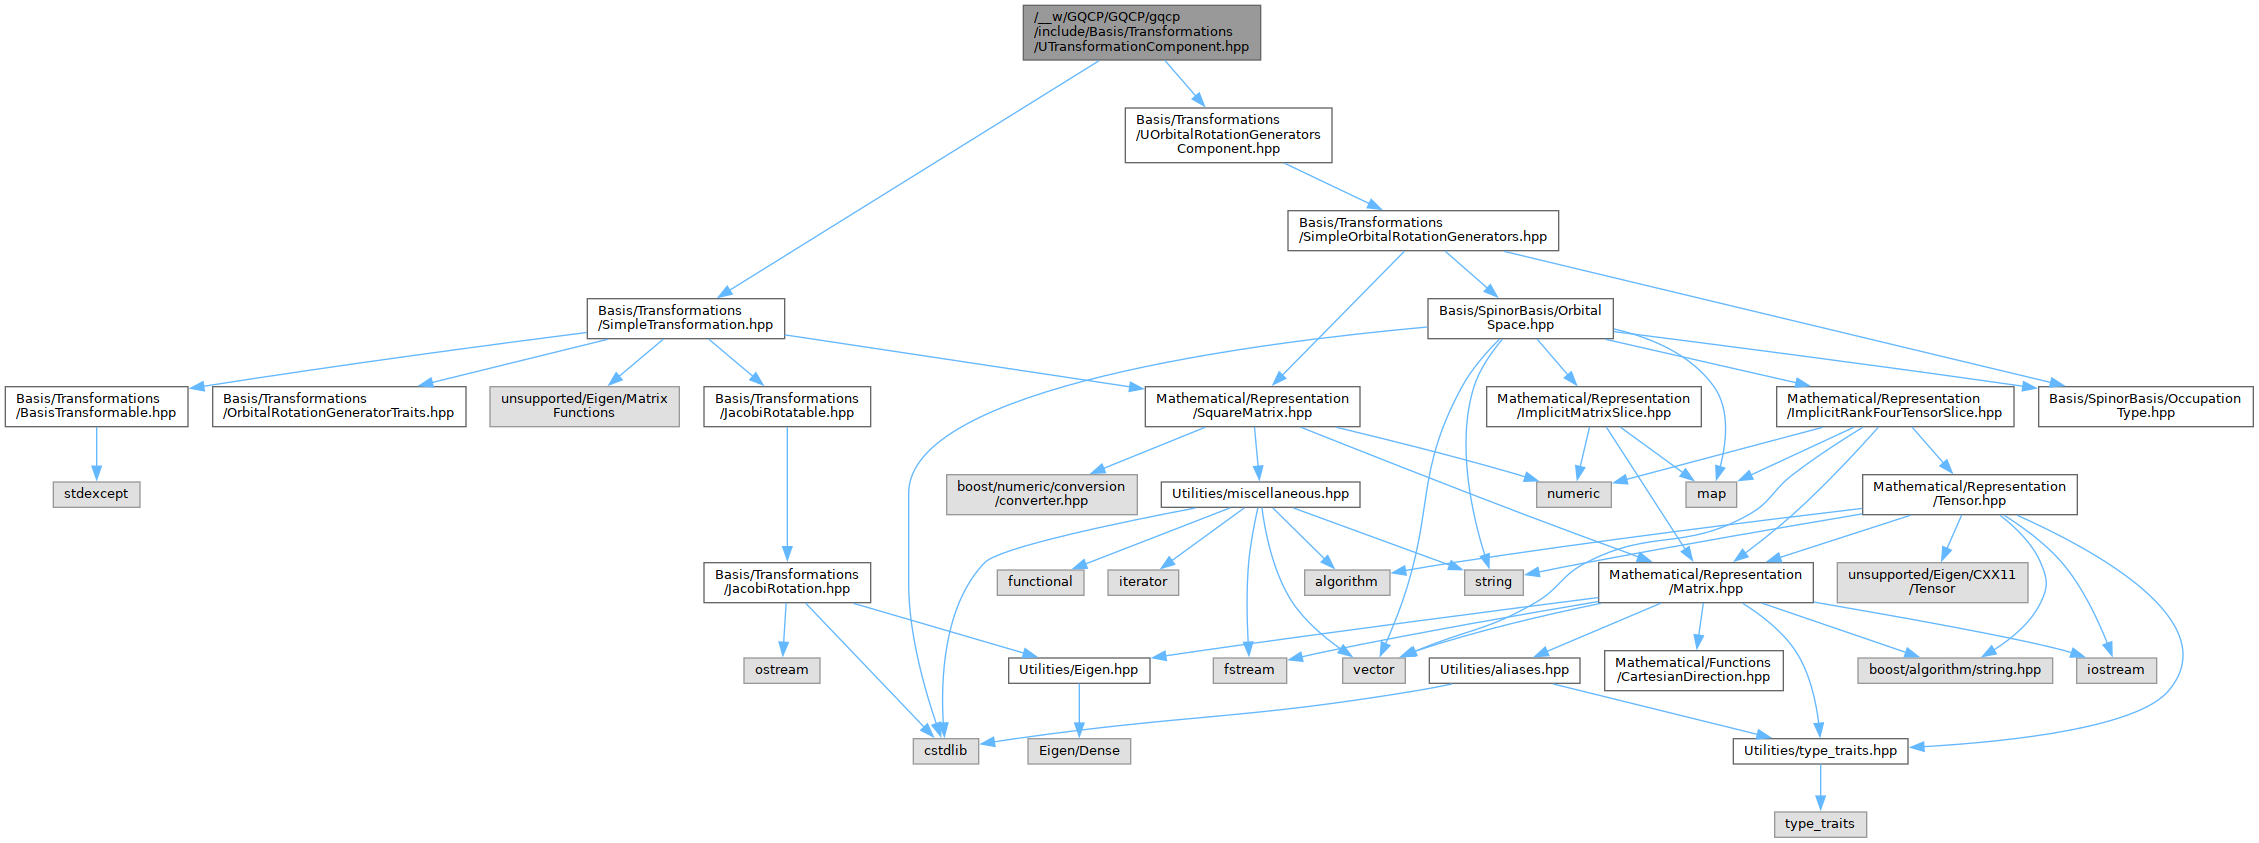 /__w/GQCP/GQCP/gqcp
/include/Basis/Transformations
/UTransformationComponent.hpp
Basis/Transformations
/UOrbitalRotationGenerators
Component.hpp
Basis/Transformations
/SimpleOrbitalRotationGenerators.hpp
Basis/Transformations
/SimpleTransformation.hpp
Basis/SpinorBasis/Orbital
Space.hpp
Basis/Transformations
/BasisTransformable.hpp
Basis/Transformations
/OrbitalRotationGeneratorTraits.hpp
unsupported/Eigen/Matrix
Functions
Basis/Transformations
/JacobiRotatable.hpp
Mathematical/Representation
/SquareMatrix.hpp
Mathematical/Representation
/ImplicitMatrixSlice.hpp
Mathematical/Representation
/ImplicitRankFourTensorSlice.hpp
Basis/SpinorBasis/Occupation
Type.hpp
stdexcept
boost/numeric/conversion
/converter.hpp
Utilities/miscellaneous.hpp
numeric
map
Mathematical/Representation
/Tensor.hpp
Basis/Transformations
/JacobiRotation.hpp
functional
iterator
algorithm
string
Mathematical/Representation
/Matrix.hpp
unsupported/Eigen/CXX11
/Tensor
ostream
Utilities/Eigen.hpp
fstream
vector
Utilities/aliases.hpp
Mathematical/Functions
/CartesianDirection.hpp
boost/algorithm/string.hpp
iostream
cstdlib
Eigen/Dense
Utilities/type_traits.hpp
type_traits